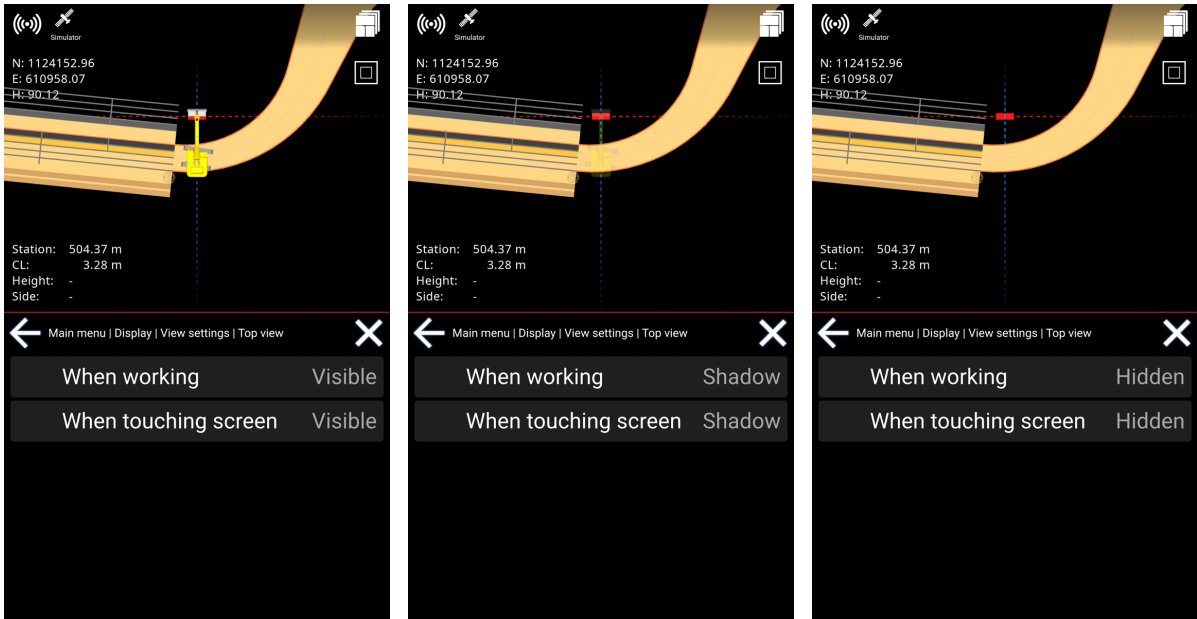 Simulator
N: 1124152.96
E: 610958.07
H: 90.12
Station: 504.37 m
CL: 3.28 m
Height: -
Side: -
Main menu | Display | View settings | Top view
When working Visible
When touching screen Visible
Simulator
N: 1124152.96
E: 610958.07
H: 90.12
Station: 504.37 m
CL: 3.28 m
Height: -
Side: -
Main menu | Display | View settings | Top view
When working Shadow
When touching screen Shadow
Simulator
N: 1124152.96
E: 610958.07
H: 90.12
Station: 504.37 m
CL: 3.28 m
Height: -
Side: -
Main menu | Display | View settings | Top view
When working Hidden
When touching screen Hidden